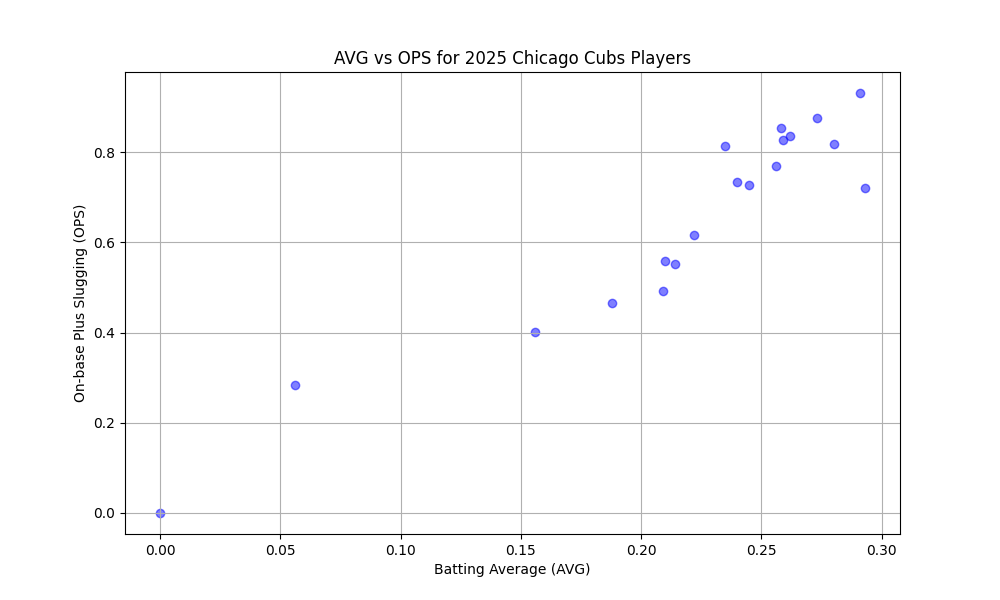 AVG vs OPS for 2025 Chicago Cubs Players
On-base Plus Slugging (OPS)
0.8
0.6
0.4
0.2
0.0
0.00 0.05 0.10 0.15 0.20 0.25 0.30
Batting Average (AVG)